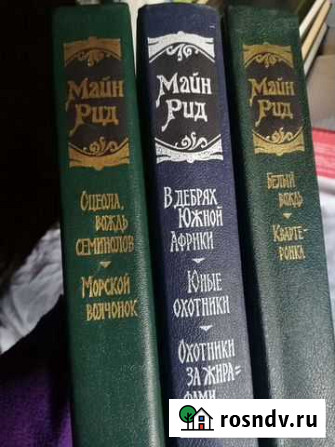 Майн
Рид
Оцеола,
вождь
семинолов
Морской
волчонок
Майн
Рид
В дебрях
Южной
Африки
Юные
охотники
Охотники
за жира=
фами
Майн
Рид
Белый
вождь
Кварте-
ронка
rosndv.ru